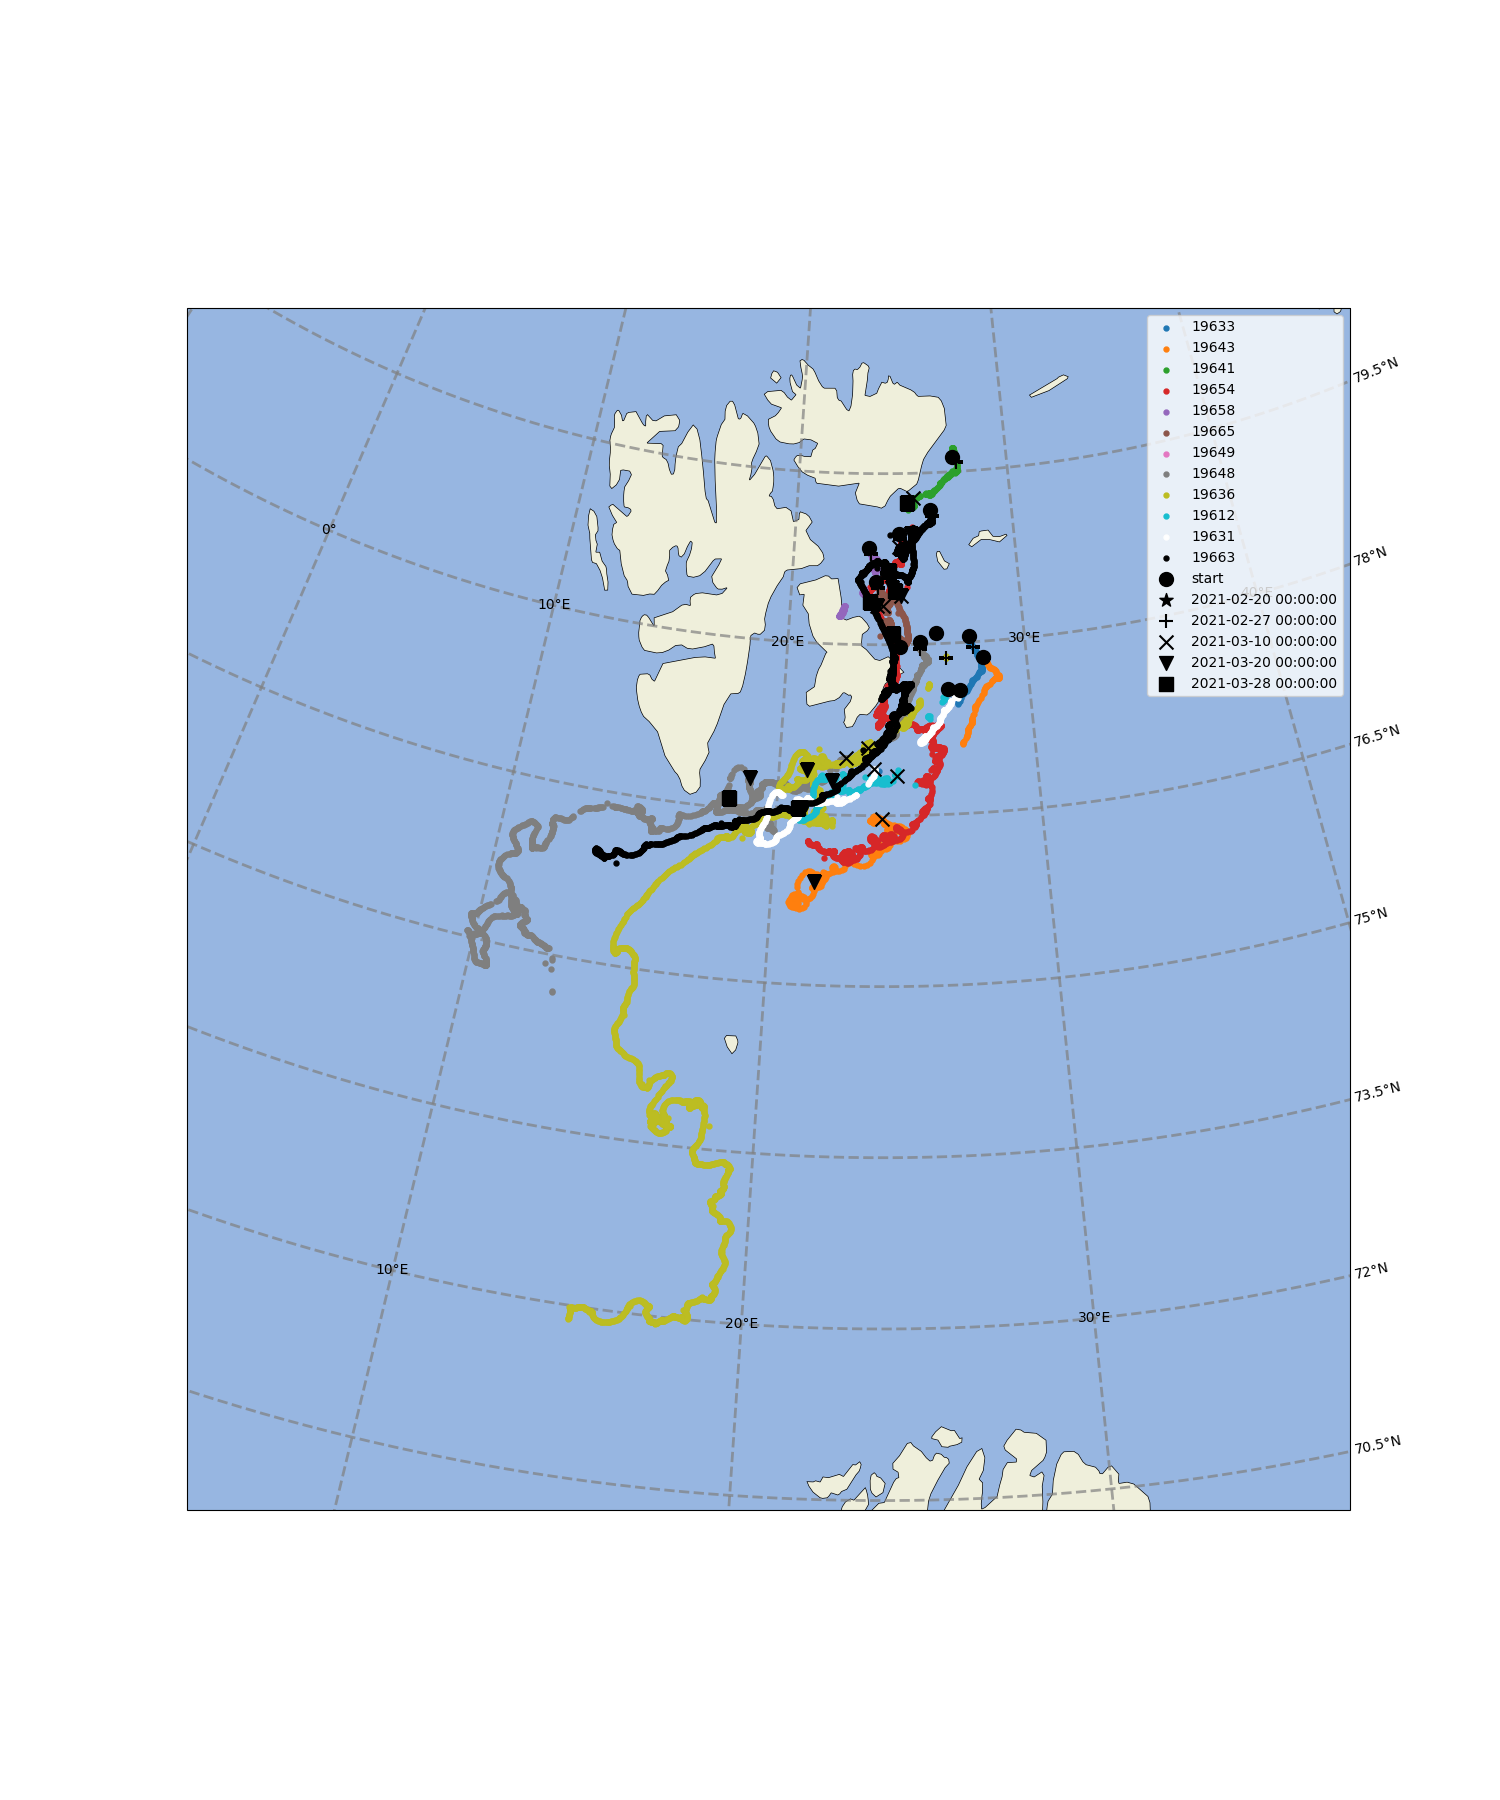 19633
19643
19641
19654
19658
19665
19649
19648
19636
19612
19631
19663
start
2021-02-20 00:00:00
2021-02-27 00:00:00
2021-03-10 00:00:00
2021-03-20 00:00:00
2021-03-28 00:00:00
79.5°N
0°
78°N
40°E
10°E
20°E
30°E
76.5°N
75°N
73.5°N
72°N
10°E
20°E
30°E
70.5°N